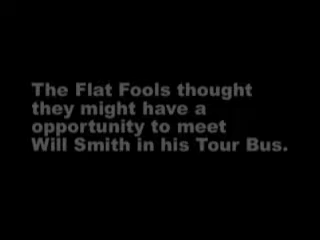 The Flat Fools thought
they might have a
opportunity to meet
Will Smith in his Tour Bus.